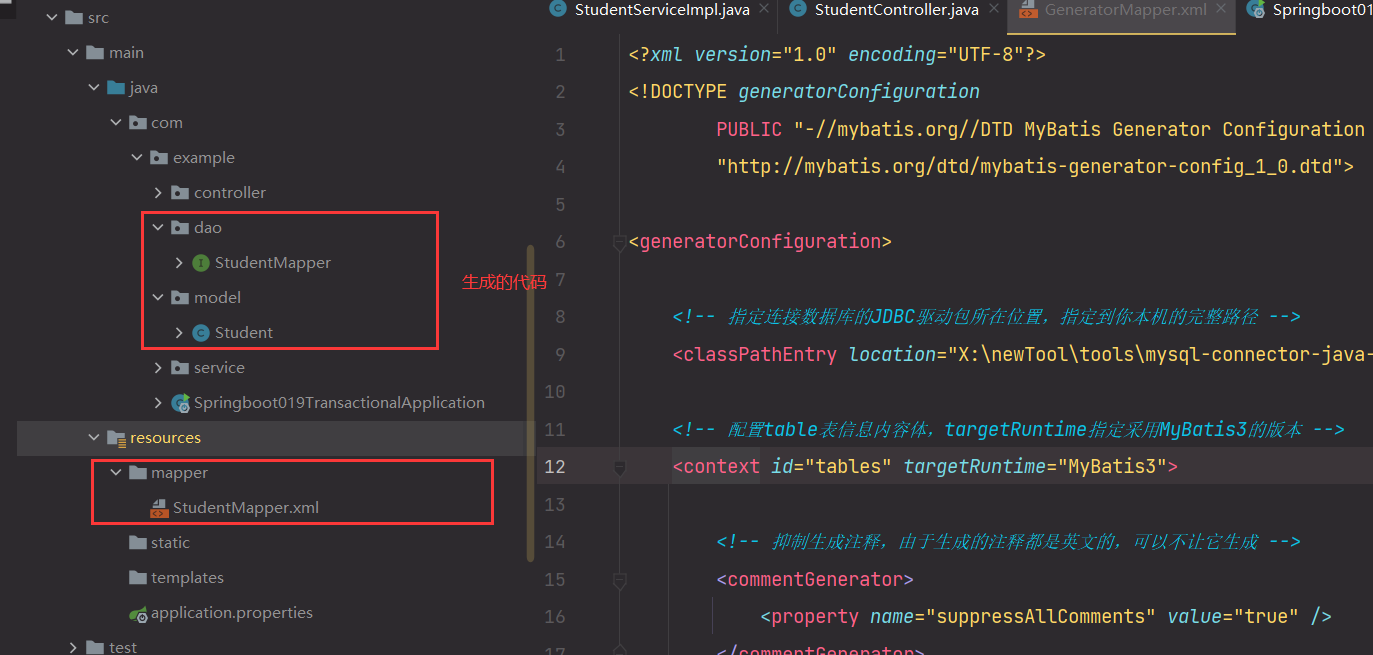 src
main
java
com
example
controller
dao
StudentMapper
model
Student
service
Springboot019TransactionalApplication
resources
mapper
StudentMapper.xml
static
templates
application.properties
test
生成的代码
StudentServiceImpl.java
StudentController.java
GeneratorMapper.xml
Springboot01
1 <?xml version="1.0" encoding="UTF-8"?>
2 <!DOCTYPE generatorConfiguration
3 PUBLIC "-//mybatis.org//DTD MyBatis Generator Configuration
4 "http://mybatis.org/dtd/mybatis-generator-config_1_0.dtd">
5
6 <generatorConfiguration>
7
8 <!-- 指定连接数据库的JDBC驱动包所在位置，指定到你本机的完整路径 -->
9 <classPathEntry location="X:\newTool\tools\mysql-connector-java-
10
11 <!-- 配置table表信息内容体，targetRuntime指定采用MyBatis3的版本 -->
12 <context id="tables" targetRuntime="MyBatis3">
13
14 <!-- 抑制生成注释，由于生成的注释都是英文的，可以不让它生成 -->
15 <commentGenerator>
16 <property name="suppressAllComments" value="true" />
17 </commentGenerator>